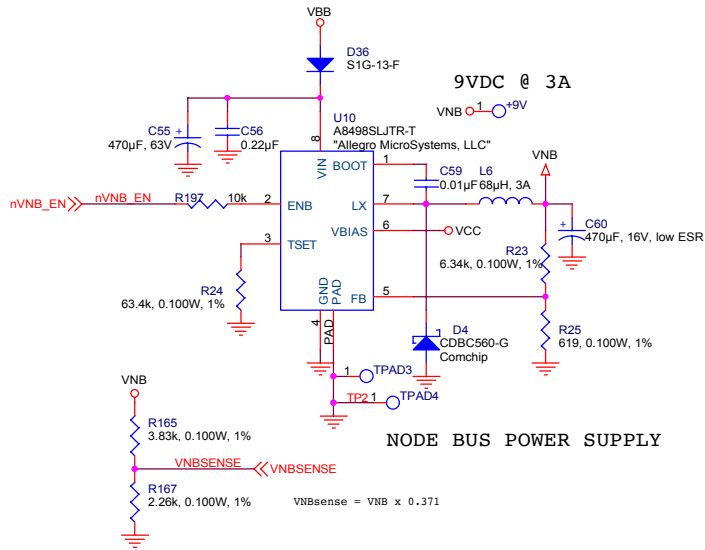 VBB
D36
S1G-13-F
9VDC @ 3A
VNB 1 +9V
U10
A8498SLJTR-T
"Allegro MicroSystems, LLC"
C55
470µF, 63V
+
C56
0.22µF
8
VIN
BOOT
1
C59
0.01µF
L6
68µH, 3A
VNB
nVNB_EN
nVNB_EN
R197
10k
2
ENB
LX
7
3
TSET
VBIAS
6
VCC
+
C60
470µF, 16V, low ESR
R23
6.34k, 0.100W, 1%
R24
63.4k, 0.100W, 1%
GND
PAD
FB
5
4
PAD
R25
619, 0.100W, 1%
D4
CDBC560-G
Comchip
1
TPAD3
TP2
1
TPAD4
VNB
R165
3.83k, 0.100W, 1%
VNBSENSE
VNBSENSE
R167
2.26k, 0.100W, 1%
NODE BUS POWER SUPPLY
VNBsense = VNB x 0.371